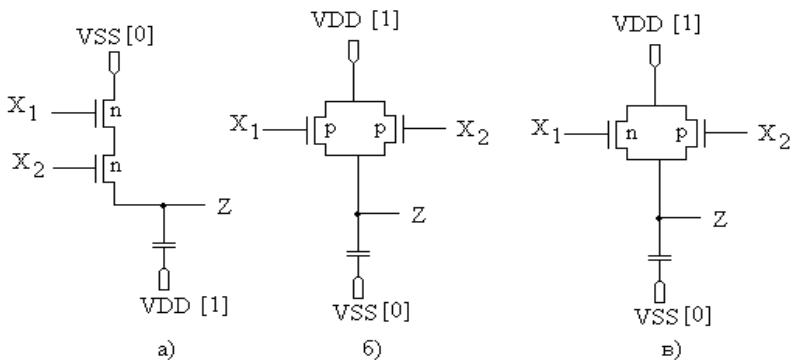 VSS[0]
X1
n
X2
n
Z
VDD [1]
а)
VDD [1]
X1
p
p
X2
Z
VSS[0]
б)
VDD [1]
X1
n
p
X2
Z
VSS[0]
в)